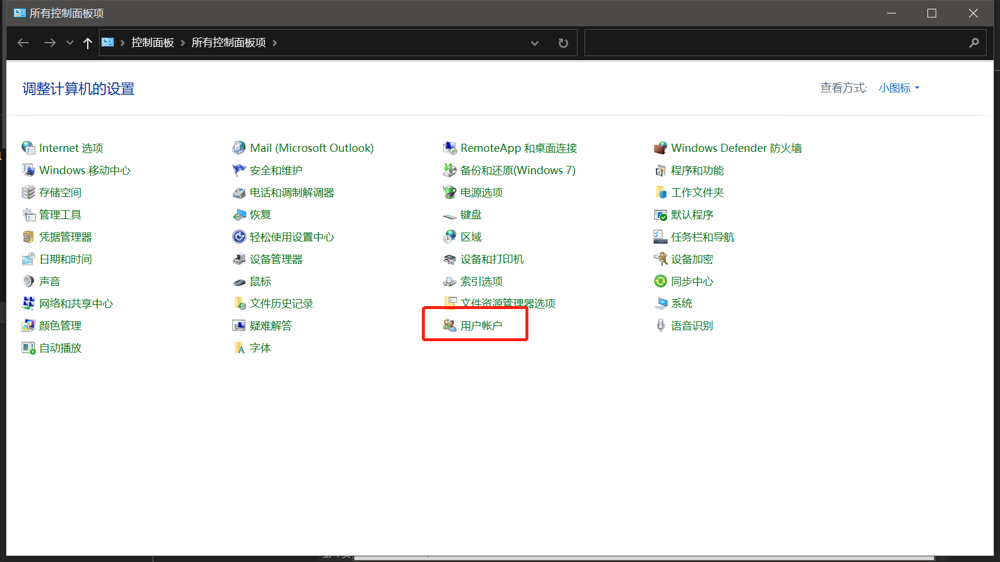 所有控制面板项
控制面板 所有控制面板项
调整计算机的设置
查看方式: 小图标
Internet 选项
Mail (Microsoft Outlook)
RemoteApp 和桌面连接
Windows Defender 防火墙
Windows 移动中心
安全和维护
备份和还原(Windows 7)
程序和功能
存储空间
电话和调制解调器
电源选项
工作文件夹
管理工具
恢复
键盘
默认程序
凭据管理器
轻松使用设置中心
区域
任务栏和导航
日期和时间
设备管理器
设备和打印机
设备加密
声音
鼠标
索引选项
同步中心
网络和共享中心
文件历史记录
文件资源管理器选项
系统
颜色管理
疑难解答
用户帐户
语音识别
自动播放
字体